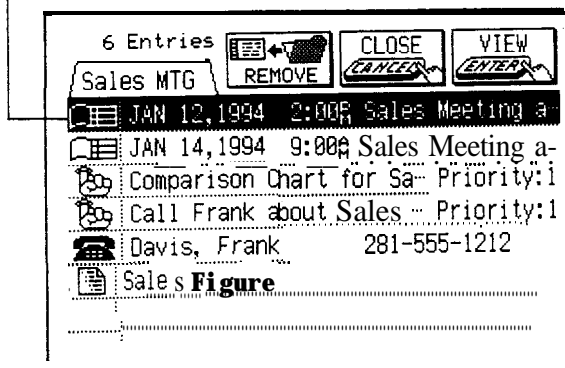 6 Entries REMOVE CLOSE CANCEL VIEW ENTER
Sales MTG
JAN 12,1994 2:00P Sales Meeting a-
JAN 14,1994 9:00A Sales Meeting a-
Comparison Chart for Sa… Priority:1
Call Frank about Sales … Priority:1
Davis, Frank 281-555-1212
Sales Figure